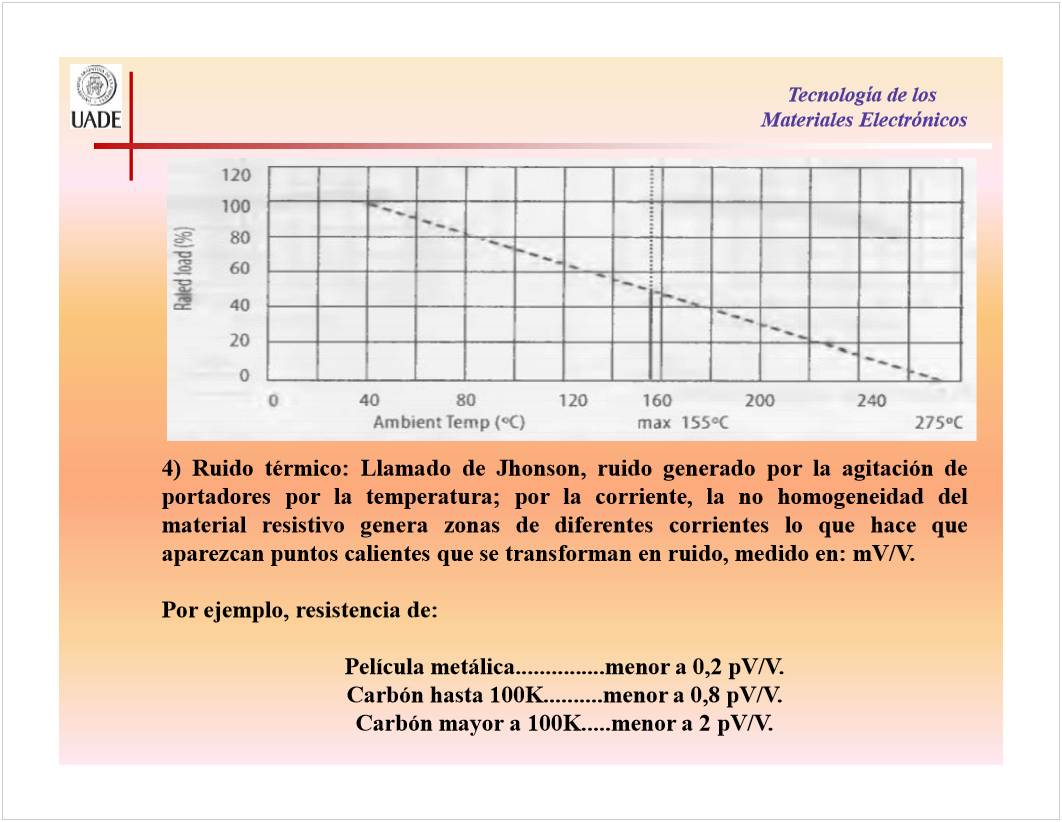 UADE
Tecnología de los
Materiales Electrónicos
120
100
80
60
40
20
0
Raled load (%)
0 40 80 120 160 200 240
Ambient Temp (ºC) max 155ºC 275ºC
4) Ruido térmico: Llamado de Jhonson, ruido generado por la agitación de
portadores por la temperatura; por la corriente, la no homogeneidad del
material resistivo genera zonas de diferentes corrientes lo que hace que
aparezcan puntos calientes que se transforman en ruido, medido en: mV/V.
Por ejemplo, resistencia de:
Película metálica...............menor a 0,2 pV/V.
Carbón hasta 100K..........menor a 0,8 pV/V.
Carbón mayor a 100K.....menor a 2 pV/V.